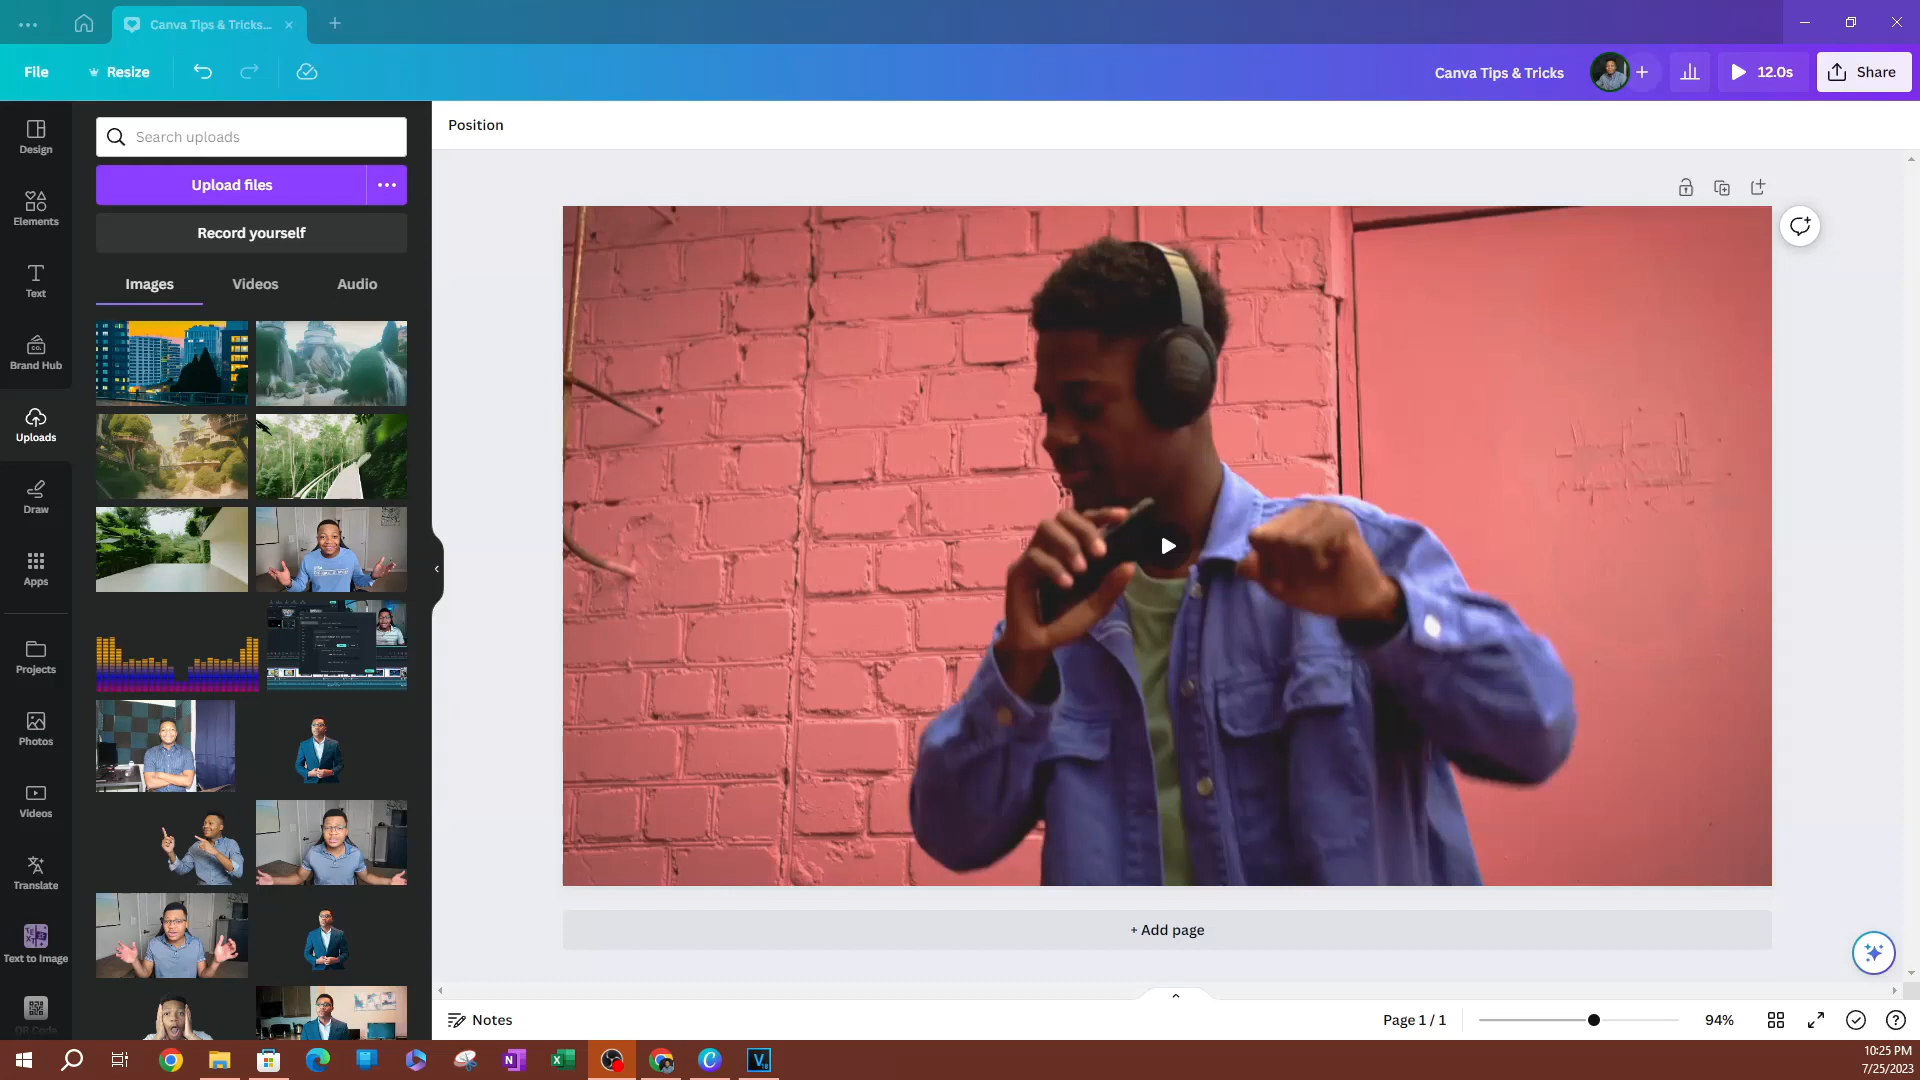 Canva Tips & Tricks...
File
Resize
Canva Tips & Tricks
12.0s
Share
Design
Elements
Text
Brand Hub
Uploads
Draw
Apps
Projects
Photos
Videos
Translate
Text to Image
QR Code
Search uploads
Upload files
Record yourself
Images
Videos
Audio
Position
+ Add page
Notes
Page 1 / 1
94%
10:25 PM
7/25/2023